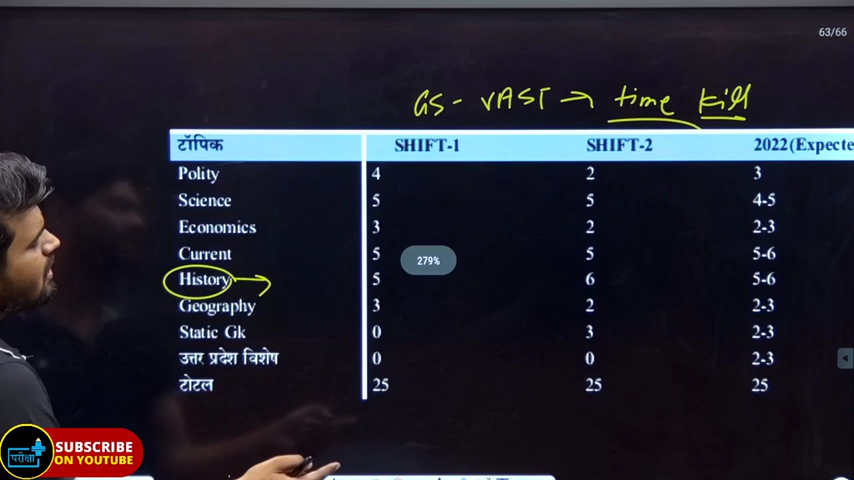 63/66
GS - VAST → time kill
टॉपिक SHIFT-1 SHIFT-2 2022(Expecte
Polity 4 2 3
Science 5 5 4-5
Economics 3 2 2-3
Current 5 5 5-6
279%
History 5 6 5-6
Geography 3 2 2-3
Static Gk 0 3 2-3
उत्तर प्रदेश विशेष 0 0 2-3
टोटल 25 25 25
परीक्षा
SUBSCRIBE
ON YOUTUBE